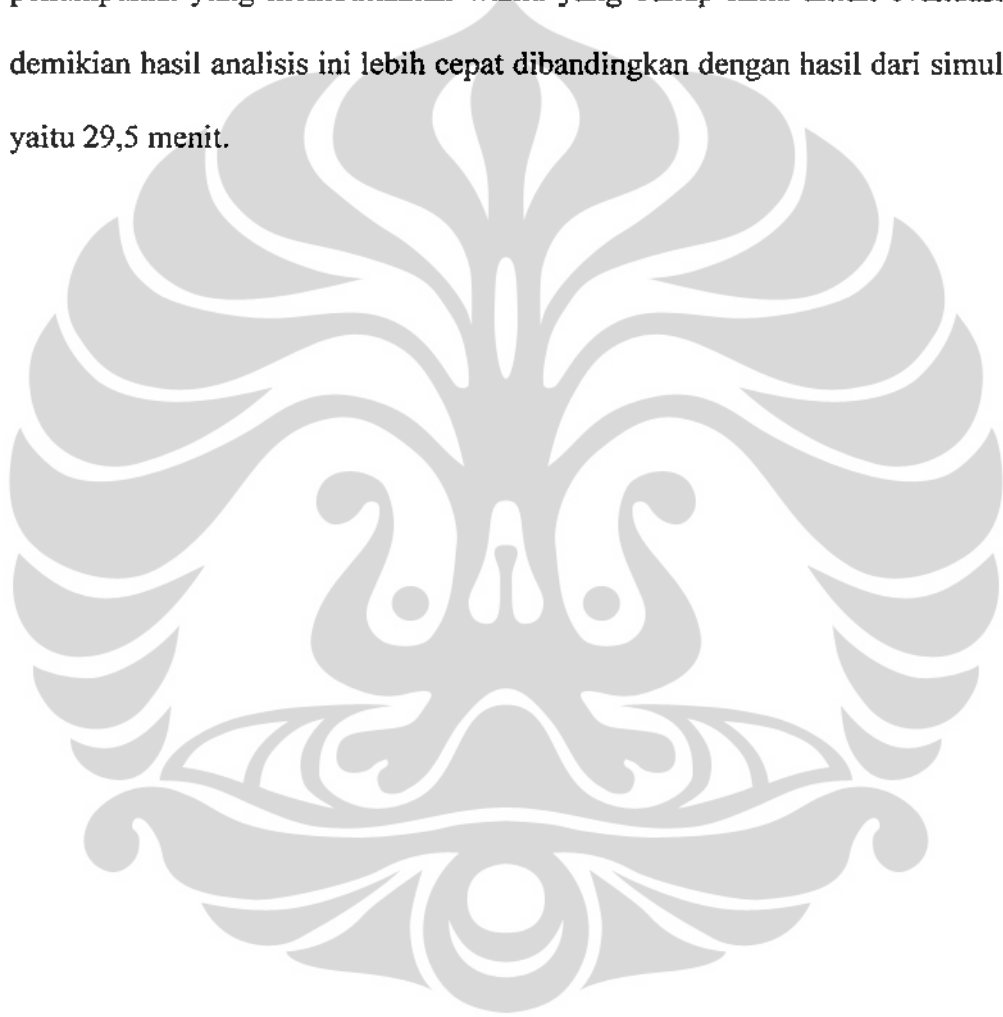 demikian hasil analisis ini lebih cepat dibandingkan dengan hasil dari simul
yaitu 29,5 menit.